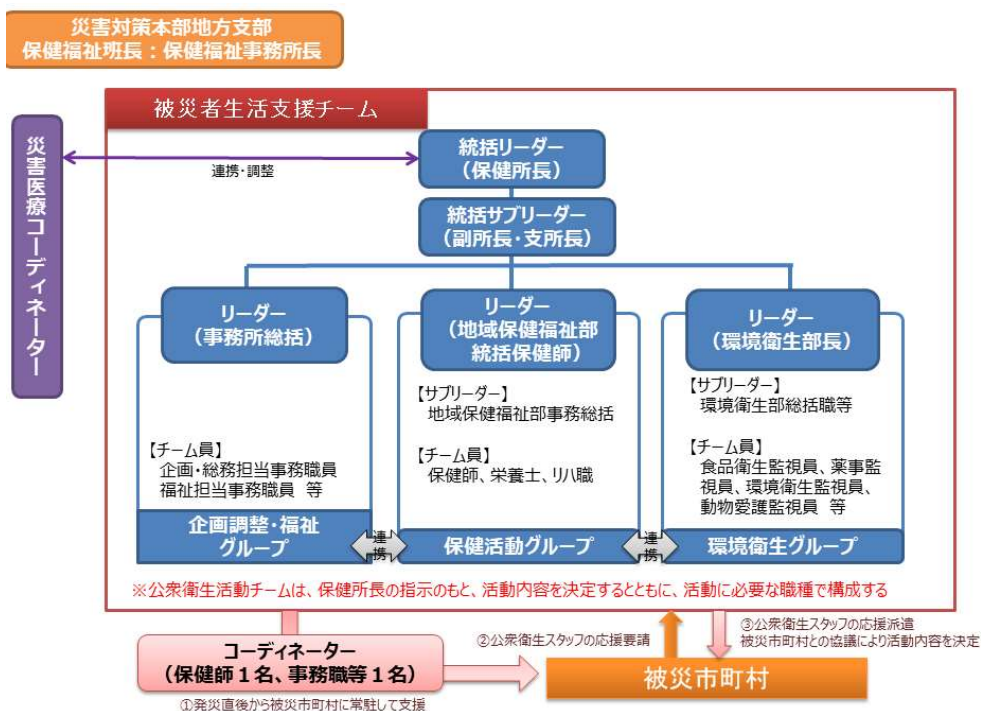 災害対策本部地方支部
保健福祉班長：保健福祉事務所長
被災者生活支援チーム
災害医療コーディネーター
連携・調整
統括リーダー
（保健所長）
統括サブリーダー
（副所長・支所長）
リーダー
（事務所総括）
【チーム員】
企画・総務担当事務職員
福祉担当事務職員 等
企画調整・福祉
グループ
連携
リーダー
（地域保健福祉部
統括保健師）
【サブリーダー】
地域保健福祉部事務総括
【チーム員】
保健師、栄養士、リハ職
保健活動グループ
連携
リーダー
（環境衛生部長）
【サブリーダー】
環境衛生部総括職等
【チーム員】
食品衛生監視員、薬事監
視員、環境衛生監視員、
動物愛護監視員 等
環境衛生グループ
※公衆衛生活動チームは、保健所長の指示のもと、活動内容を決定するとともに、活動に必要な職種で構成する
コーディネーター
（保健師１名、事務職等１名）
①発災直後から被災市町村に常駐して支援
②公衆衛生スタッフの応援要請
③公衆衛生スタッフの応援派遣
被災市町村との協議により活動内容を決定
被災市町村